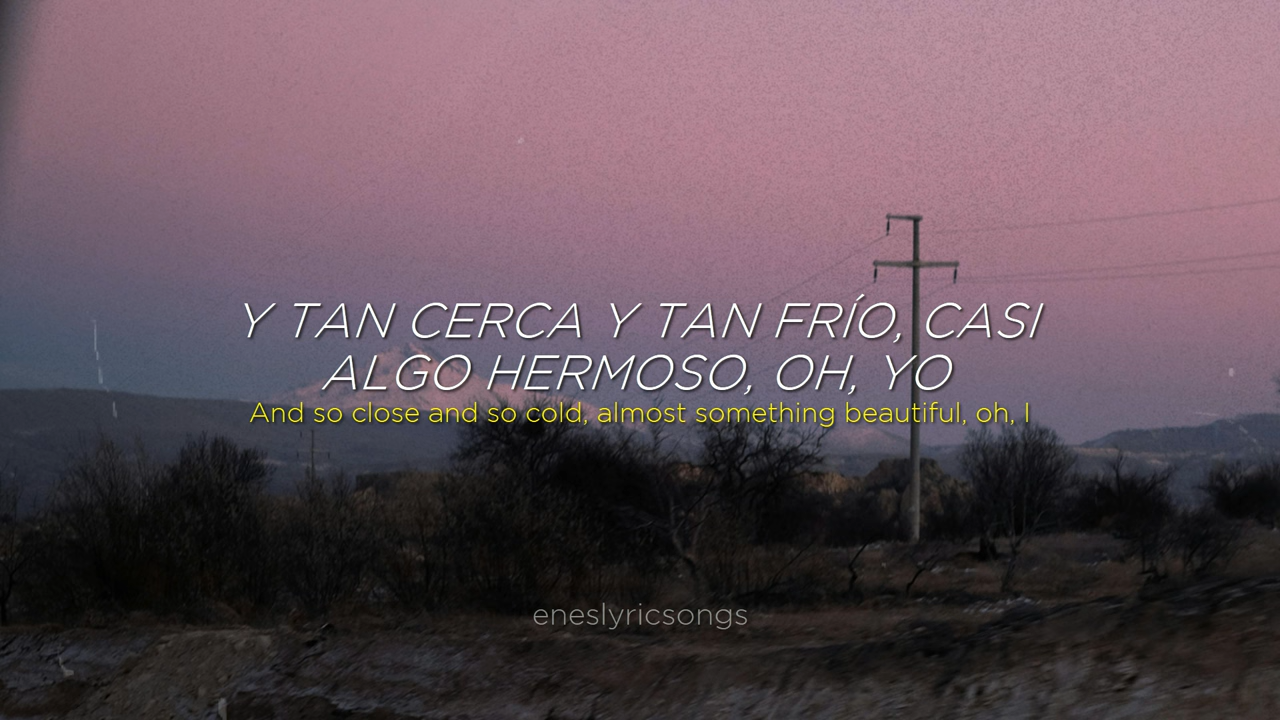 Y TAN CERCA Y TAN FRÍO, CASI
ALGO HERMOSO, OH, YO
And so close and so cold, almost something beautiful, oh, I
eneslyricsongs